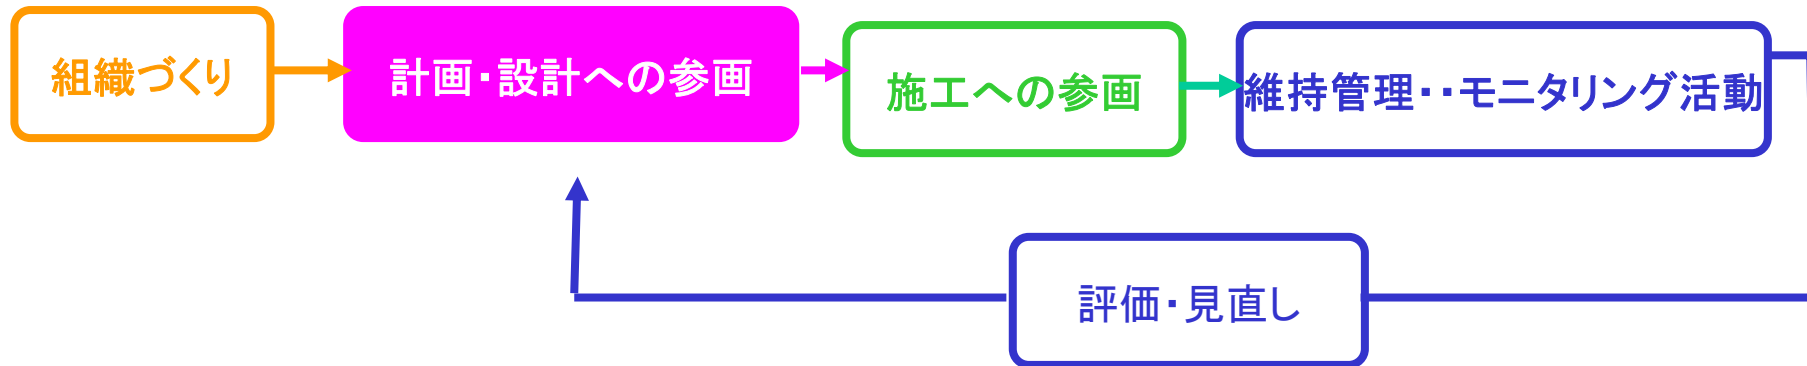 組織づくり
計画・設計への参画
施工への参画
維持管理・・モニタリング活動
評価・見直し